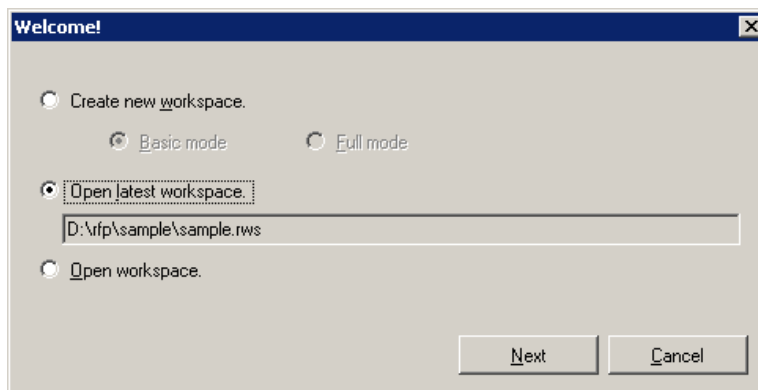 Welcome!
Create new workspace.
Basic mode Full mode
Open latest workspace.
D:\rfp\sample\sample.rws
Open workspace.
Next Cancel